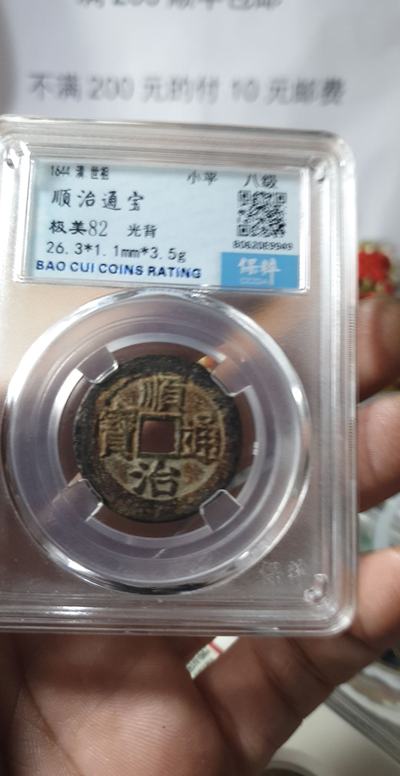 不满 200 元的付 10 元邮费
1644 清 世祖 小平 八级
顺治通宝
极美82 光背
26.3*1.1mm*3.5g
8062069949
BAO CUI COINS RATING
保粹
順治通寳